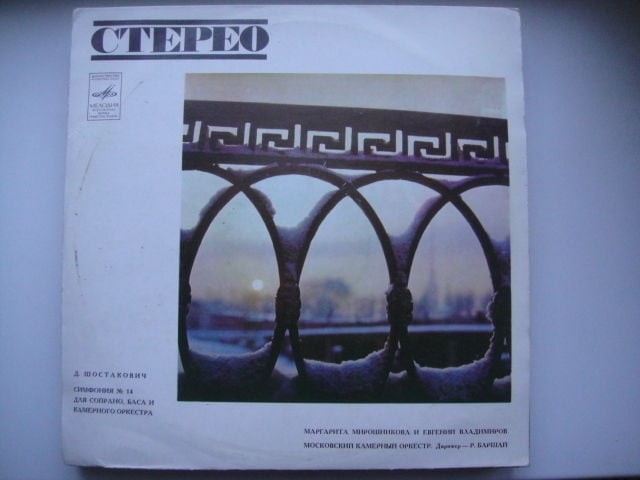 СТЕРЕО
МЕЛОДИЯ
Д. ШОСТАКОВИЧ
СИМФОНИЯ № 14
ДЛЯ СОПРАНО, БАСА И
КАМЕРНОГО ОРКЕСТРА
МАРГАРИТА МИРОШНИКОВА И ЕВГЕНИЙ ВЛАДИМИРОВ
МОСКОВСКИЙ КАМЕРНЫЙ ОРКЕСТР. Дирижер — Р. БАРШАЙ